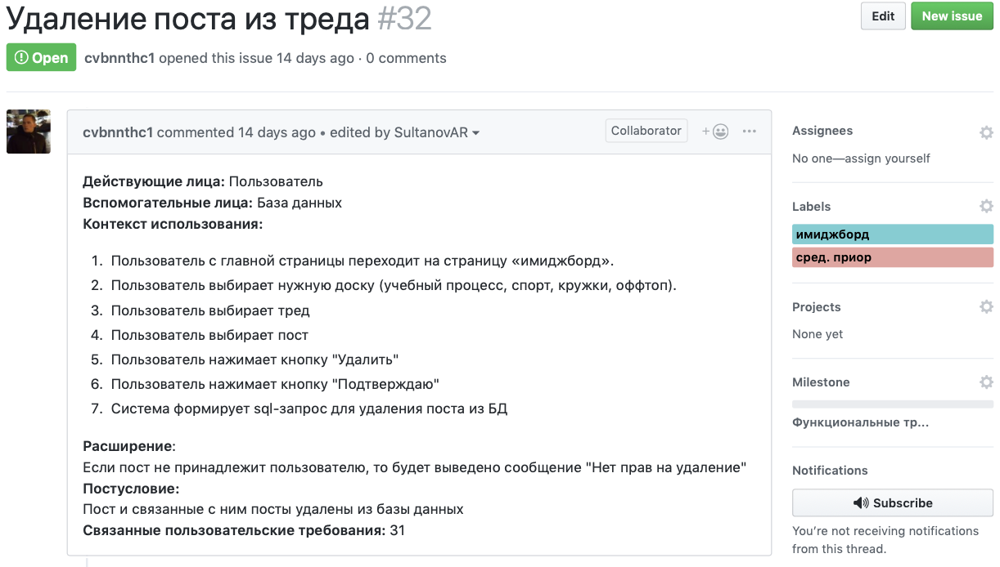 Удаление поста из треда #32
Edit
New issue
Open
cvbnnthc1 opened this issue 14 days ago · 0 comments
cvbnnthc1 commented 14 days ago • edited by SultanovAR
Collaborator
Действующие лица: Пользователь
Вспомогательные лица: База данных
Контекст использования:
1. Пользователь с главной страницы переходит на страницу «имиджборд».
2. Пользователь выбирает нужную доску (учебный процесс, спорт, кружки, оффтоп).
3. Пользователь выбирает тред
4. Пользователь выбирает пост
5. Пользователь нажимает кнопку "Удалить"
6. Пользователь нажимает кнопку "Подтверждаю"
7. Система формирует sql-запрос для удаления поста из БД
Расширение:
Если пост не принадлежит пользователю, то будет выведено сообщение "Нет прав на удаление"
Постусловие:
Пост и связанные с ним посты удалены из базы данных
Связанные пользовательские требования: 31
Assignees
No one—assign yourself
Labels
имиджборд
сред. приор
Projects
None yet
Milestone
Функциональные тр...
Notifications
Subscribe
You’re not receiving notifications
from this thread.